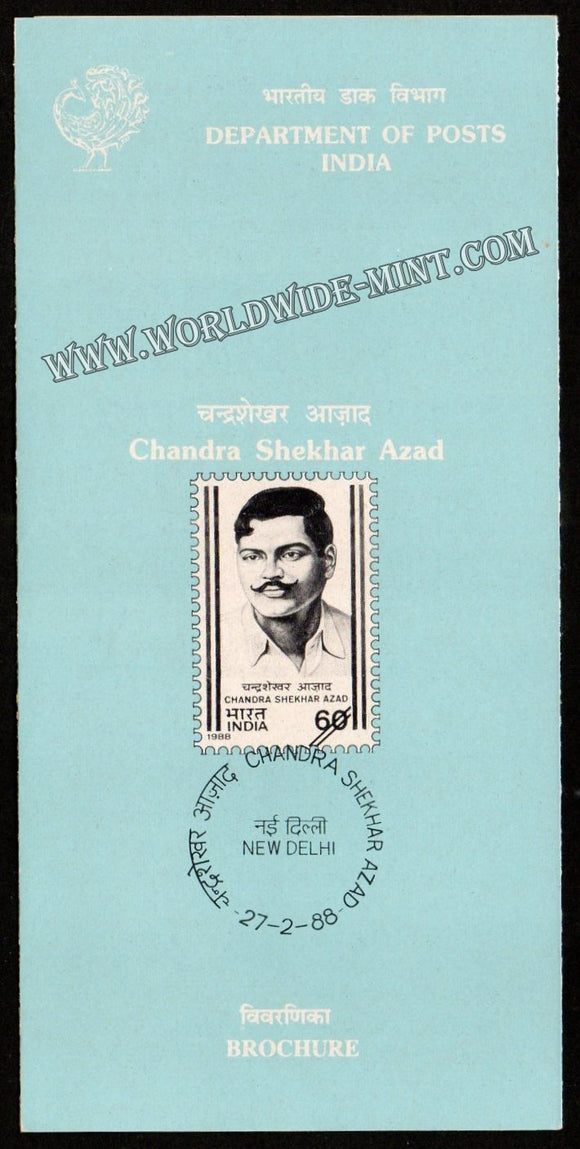 भारतीय डाक विभाग
DEPARTMENT OF POSTS
INDIA
WWW.WORLDWIDE-MINT.COM
चन्द्रशेखर आज़ाद
Chandra Shekhar Azad
चन्द्रशेखर आज़ाद
CHANDRA SHEKHAR AZAD
भारत 60
INDIA
1988
चन्द्रशेखर आज़ाद CHANDRA SHEKHAR AZAD
नई दिल्ली
NEW DELHI
27-2-88
विवरणिका
BROCHURE